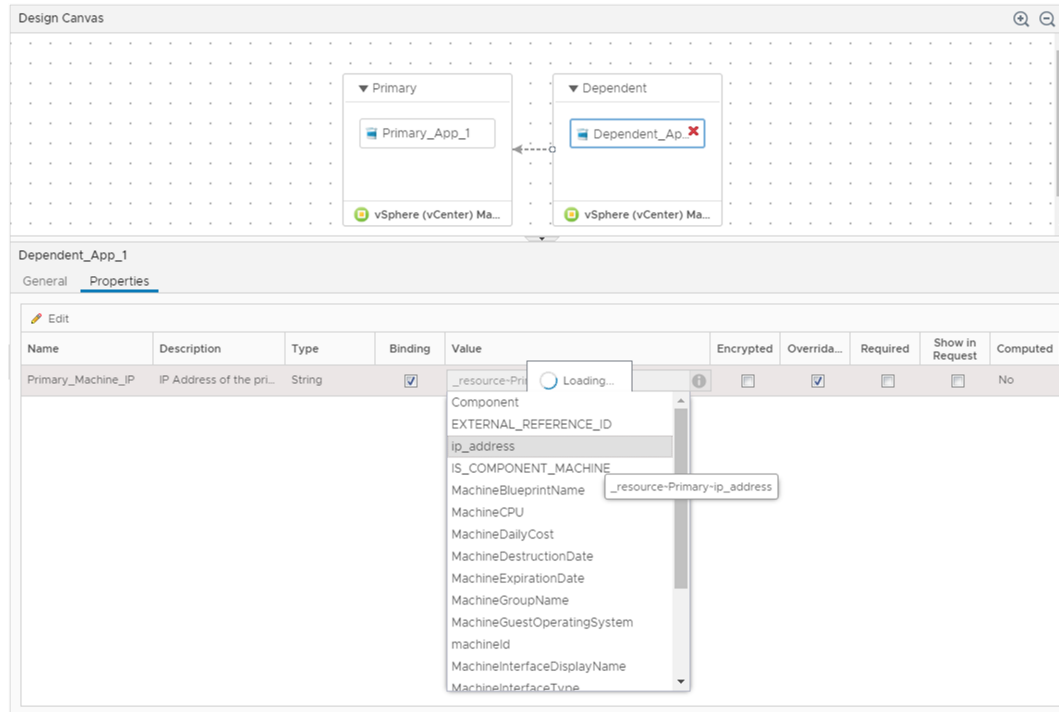 Design Canvas
Primary
Dependent
Primary_App_1
Dependent_Ap...
vSphere (vCenter) Ma...
vSphere (vCenter) Ma...
Dependent_App_1
General Properties
Edit
Name Description Type Binding Value Encrypted Overrida... Required Show in Request Computed
Primary_Machine_IP IP Address of the pri... String _resource-Pri Loading... No
Component
EXTERNAL_REFERENCE_ID
ip_address
IS_COMPONENT_MACHINE
_resource-Primary-ip_address
MachineBlueprintName
MachineCPU
MachineDailyCost
MachineDestructionDate
MachineExpirationDate
MachineGroupName
MachineGuestOperatingSystem
machineId
MachineInterfaceDisplayName
MachineInterfaceType